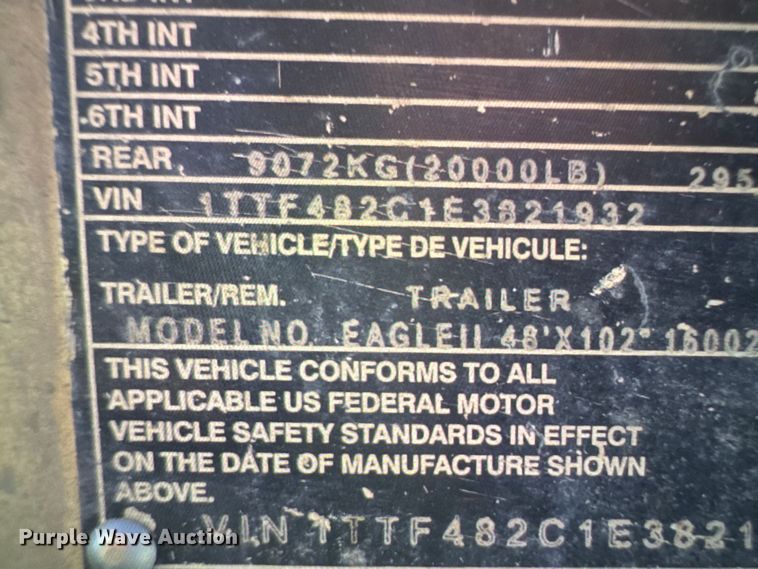 4TH INT
5TH INT
6TH INT
REAR 9072KG(20000LB) 295
VIN 1TTF482C1E3821932
TYPE OF VEHICLE/TYPE DE VEHICULE:
TRAILER/REM. TRAILER
MODEL NO. EAGLEII 48'X102" 16002
THIS VEHICLE CONFORMS TO ALL
APPLICABLE US FEDERAL MOTOR
VEHICLE SAFETY STANDARDS IN EFFECT
ON THE DATE OF MANUFACTURE SHOWN
ABOVE.
VIN 1TTF482C1E3821
Purple Wave Auction